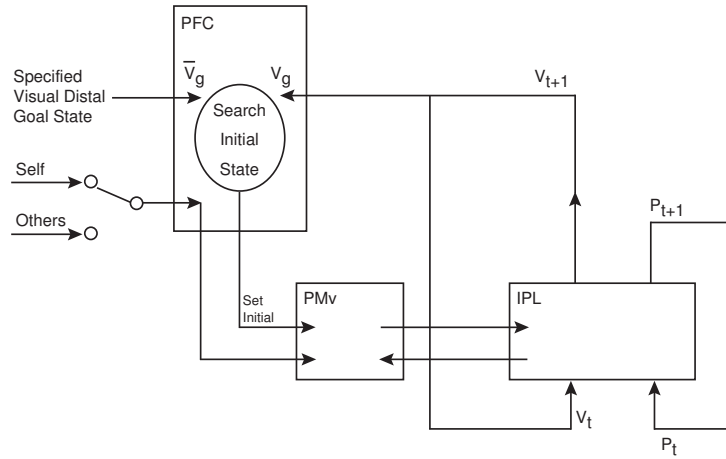 PFC
V̅g
Vg
Specified
Visual Distal
Goal State
Search
Initial
State
Vt+1
Self
Others
Pt+1
Set
Initial
PMv
IPL
Vt
Pt